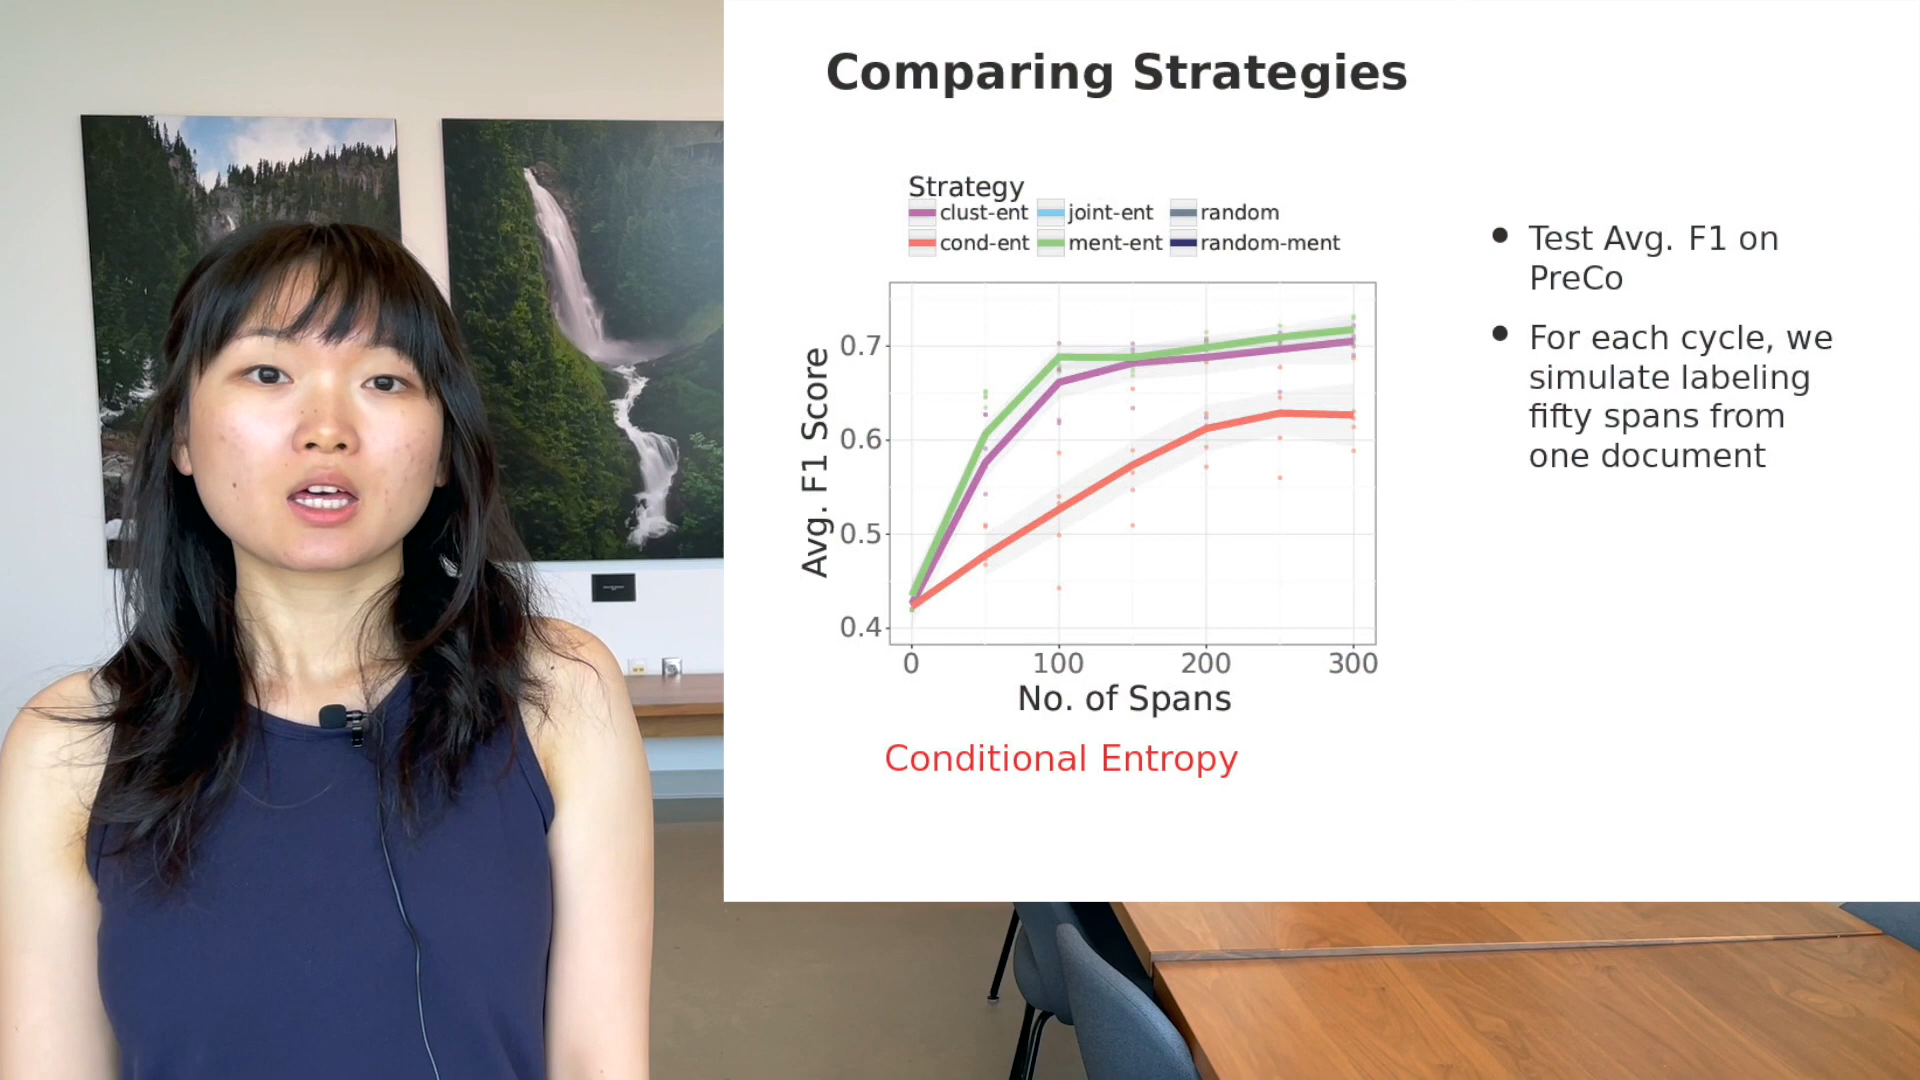 Comparing Strategies
Strategy
clust-ent joint-ent random
cond-ent ment-ent random-ment
Avg. F1 Score
0.7
0.6
0.5
0.4
0 100 200 300
No. of Spans
Conditional Entropy
• Test Avg. F1 on
PreCo
• For each cycle, we
simulate labeling
fifty spans from
one document